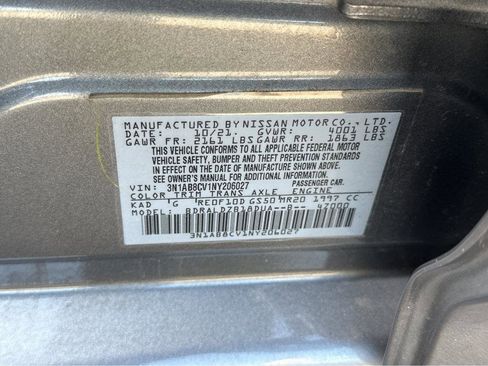 MANUFACTURED BY NISSAN MOTOR CO., LTD.
DATE: 10/21. GVWR: 4001 LBS
GAWR FR: 2161 LBS GAWR RR: 1863 LBS
THIS VEHICLE CONFORMS TO ALL APPLICABLE FEDERAL MOTOR
VEHICLE SAFETY, BUMPER AND THEFT PREVENTION STANDARDS
IN EFFECT ON THE DATE OF MANUFACTURE SHOWN ABOVE.
SEE OWNER'S MANUAL FOR ADDITIONAL INFORMATION
VIN: 3N1AB8CV1NY206027
COLOR TRIM TRANS AXLE ENGINE
KAD G RE0F10D GS50 MR20 1997 CC
MODEL: BDRALDZB18DUA--B-- 47000
3N1AB8CV1NY206027